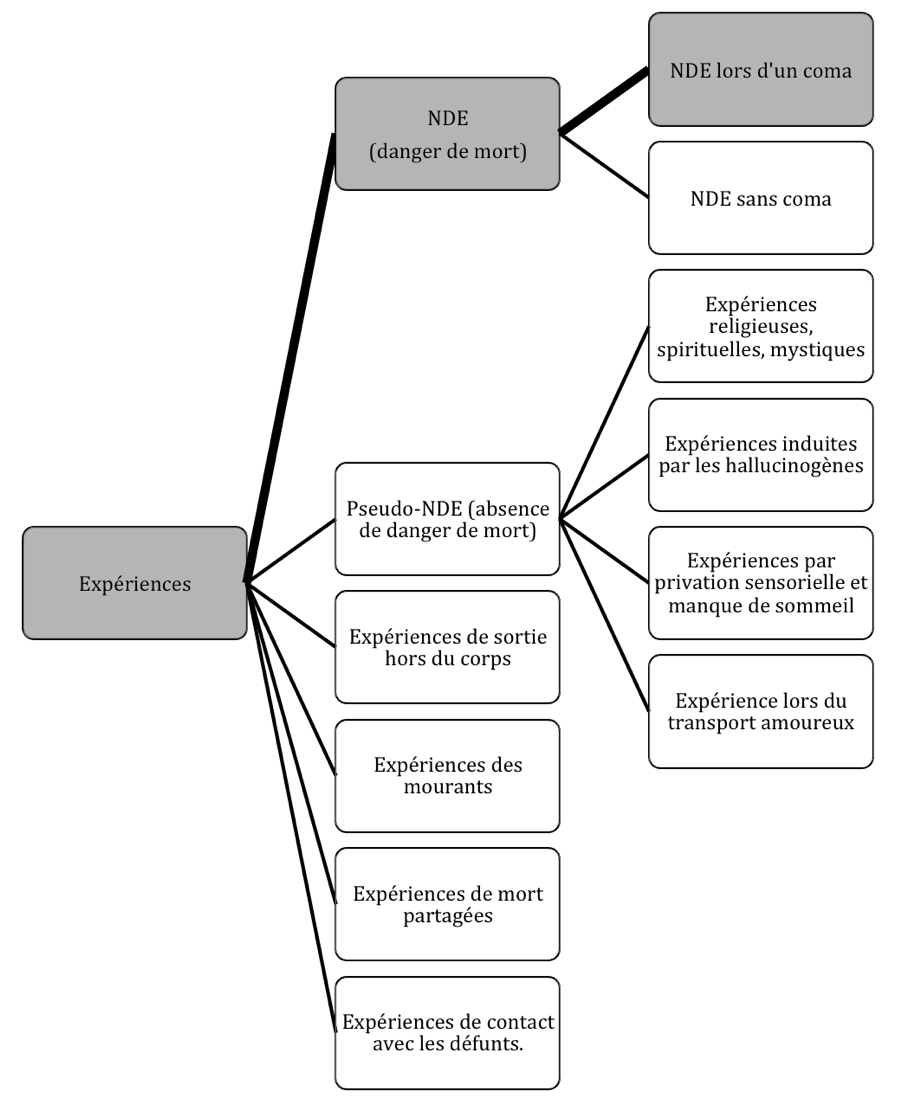 NDE lors d'un coma
NDE
(danger de mort)
NDE sans coma
Expériences
religieuses,
spirituelles, mystiques
Expériences induites
par les hallucinogènes
Pseudo-NDE (absence
de danger de mort)
Expériences
Expériences par
privation sensorielle et
manque de sommeil
Expériences de sortie
hors du corps
Expérience lors du
transport amoureux
Expériences des
mourants
Expériences de mort
partagées
Expériences de contact
avec les défunts.